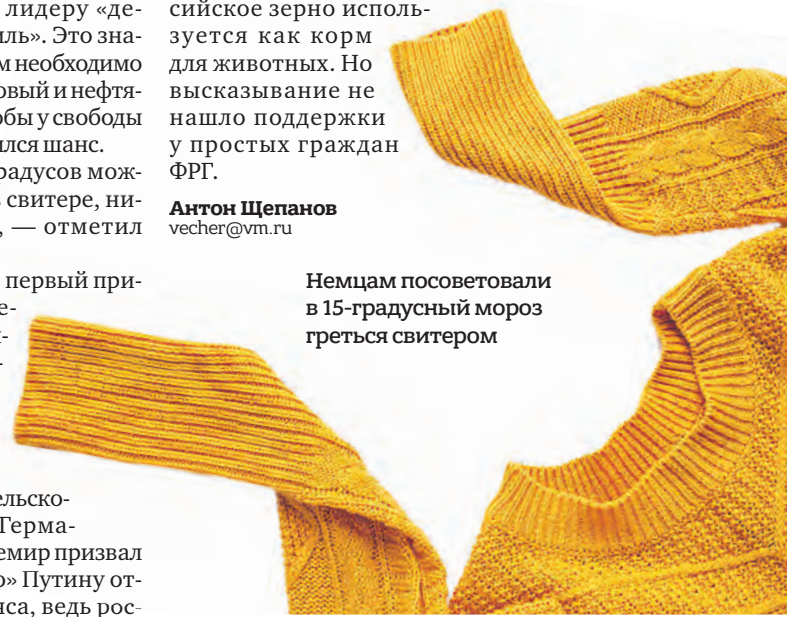 лидеру «де-
иль». Это зна-
м необходимо
овый и нефтя-
обы у свободы
ился шанс.
радусов мож-
свитере, ни-
, — отметил
первый при-
е-
ельско-
Герма-
емир призвал
о» Путину от-
яса, ведь рос-
сийское зерно исполь-
зуется как корм
для животных. Но
высказывание не
нашло поддержки
у простых граждан
ФРГ.
Антон Щепанов
vecher@vm.ru
Немцам посоветовали
в 15-градусный мороз
греться свитером